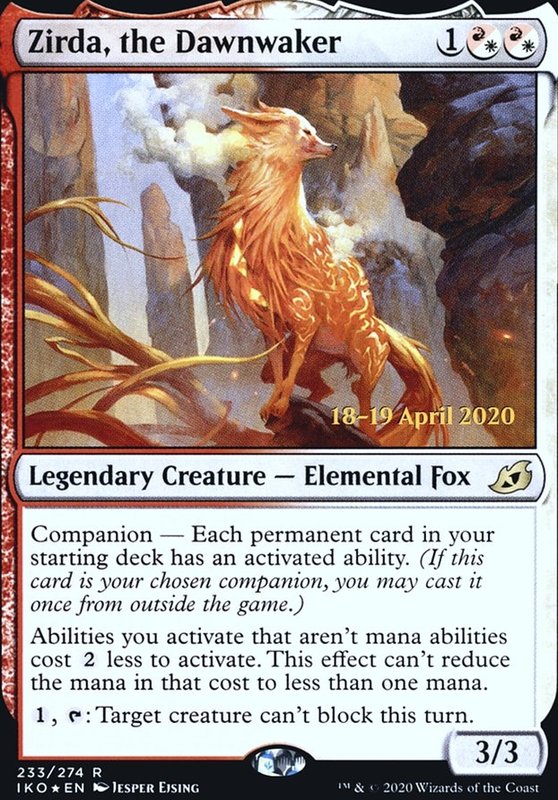 Zirda, the Dawnwaker 1
18-19 April 2020
Legendary Creature — Elemental Fox
Companion — Each permanent card in your
starting deck has an activated ability. (If this
card is your chosen companion, you may cast it
once from outside the game.)
Abilities you activate that aren't mana abilities
cost 2 less to activate. This effect can't reduce
the mana in that cost to less than one mana.
1, : Target creature can't block this turn.
3/3
233/274 R
IKO★EN Jesper Ejsing
™ & © 2020 Wizards of the Coast